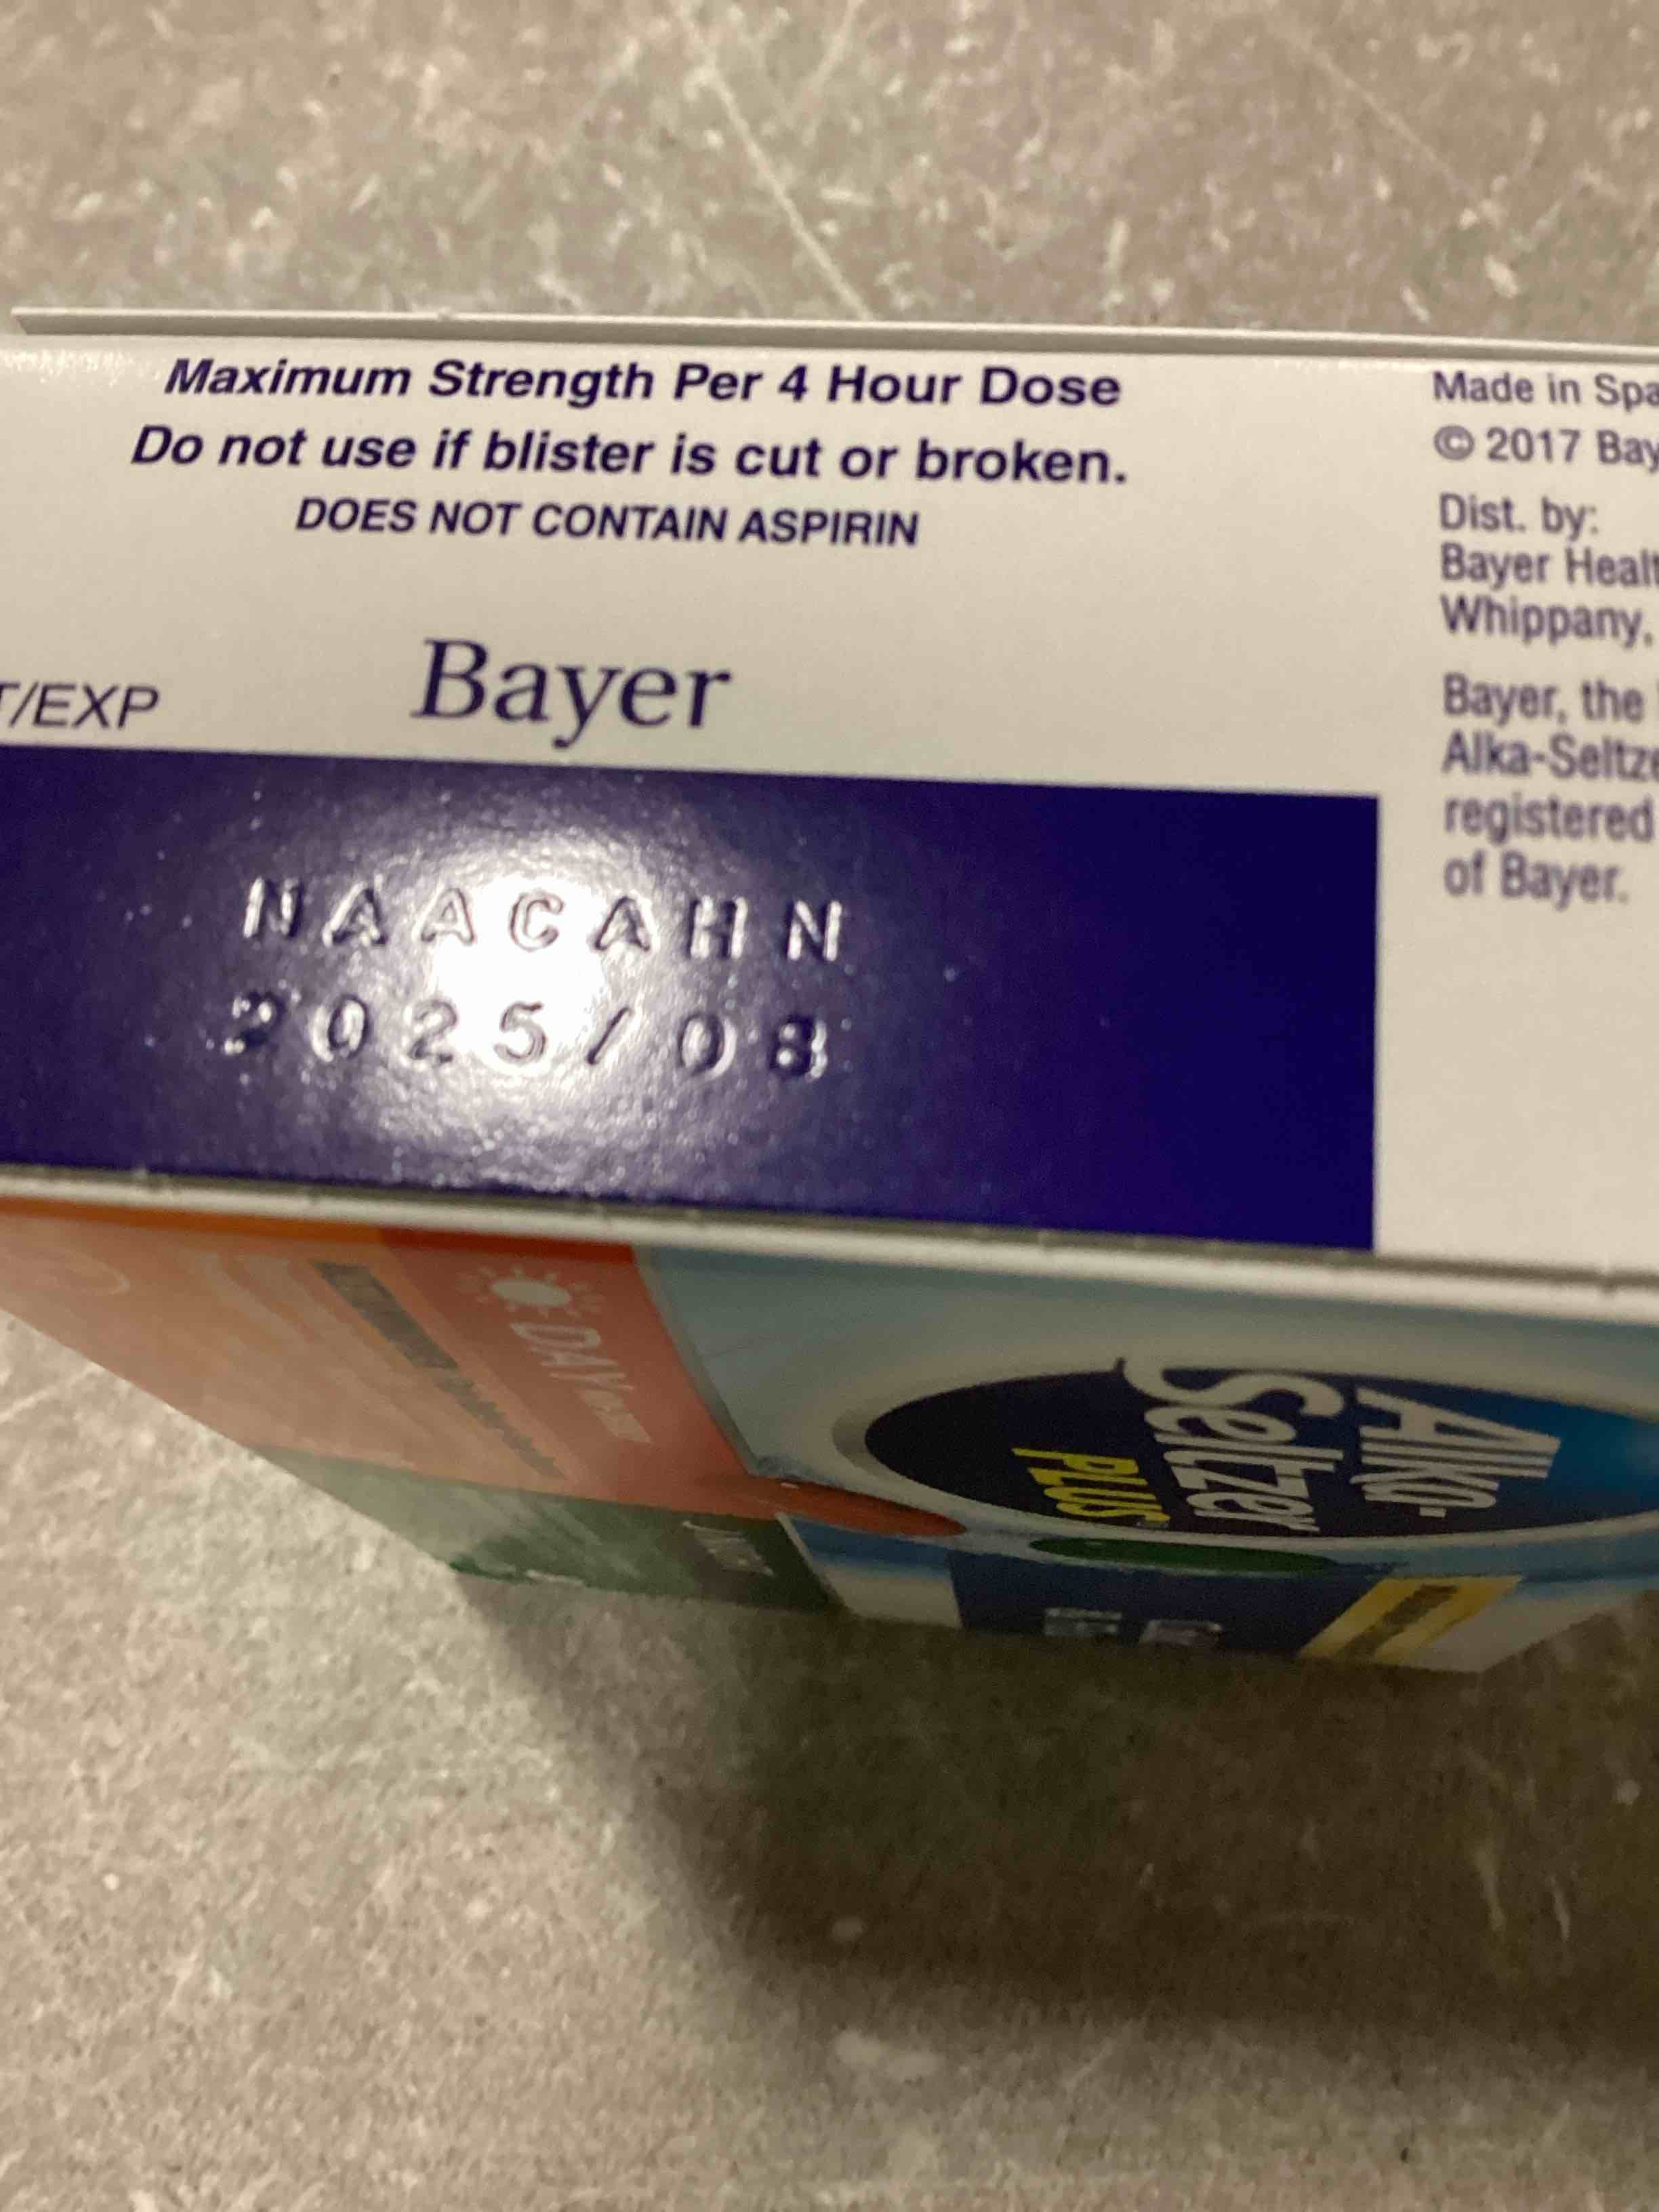 Maximum Strength Per 4 Hour Dose
Do not use if blister is cut or broken.
DOES NOT CONTAIN ASPIRIN
T/EXP
Bayer
NAACAHN
2025/08
Made in Spa
© 2017 Bay
Dist. by:
Bayer Healt
Whippany,
Bayer, the
Alka-Seltze
registered
of Bayer.
DAY
Alka-
Seltzer
PLUS